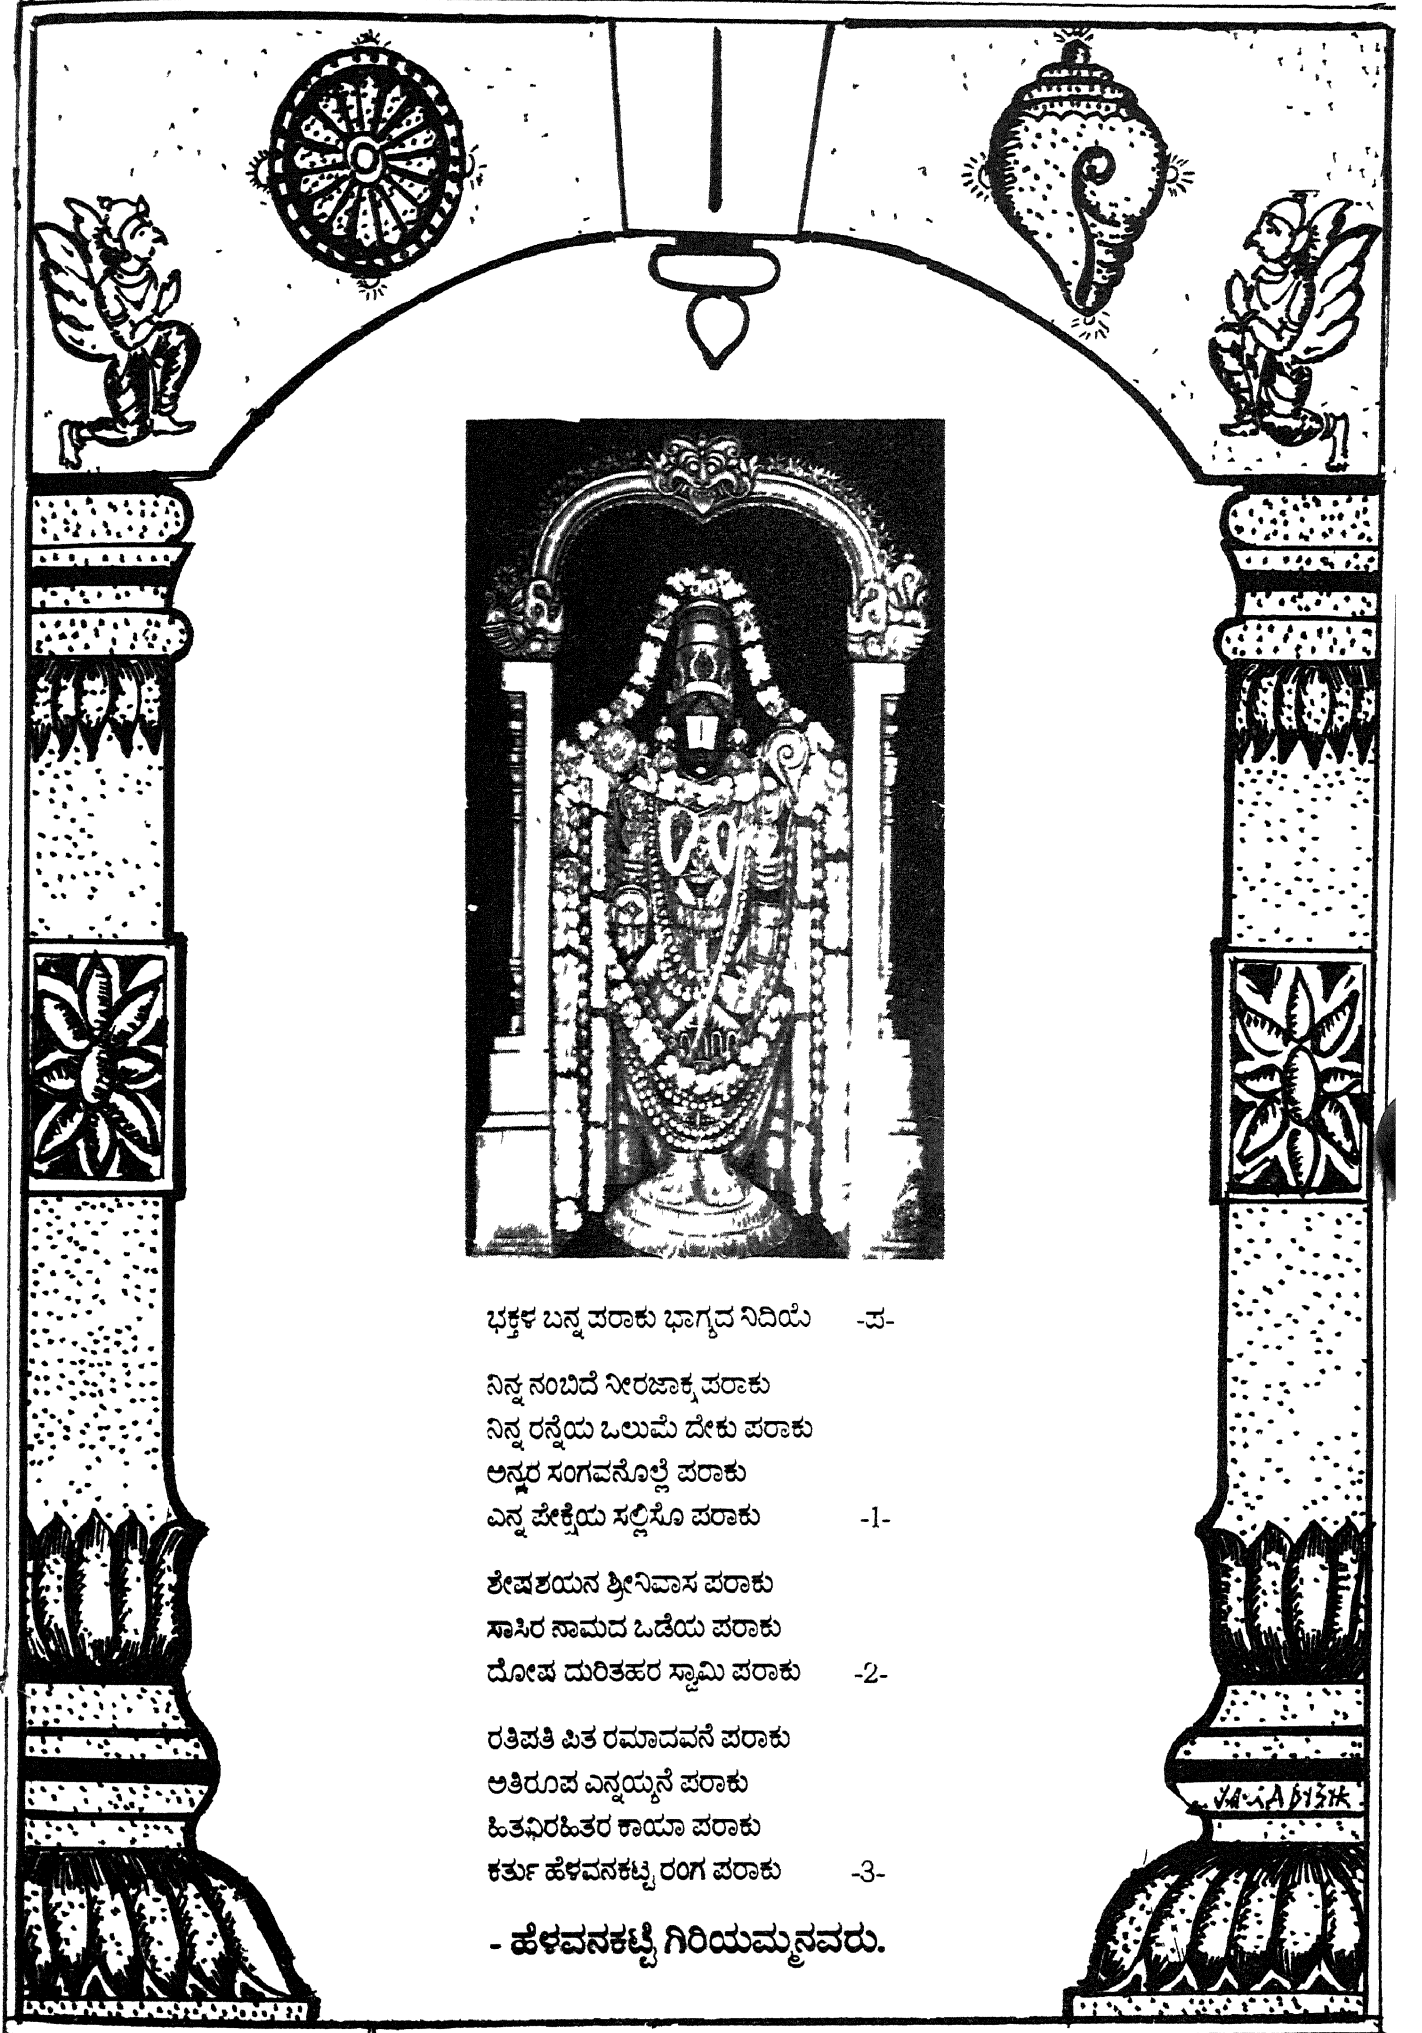 ಭಕ್ತಳ ಬನ್ನ ಪರಾಕು ಭಾಗ್ಯದ ನಿದಿಯೆ -ಪ-
ನಿನ್ನ ನಂಬಿದೆ ನೀರಜಾಕ್ಷ ಪರಾಕು
ನಿನ್ನ ರನ್ನೆಯ ಒಲುಮೆ ದೇಕು ಪರಾಕು
ಅನ್ಯರ ಸಂಗವನೊಲ್ಲೆ ಪರಾಕು
ಎನ್ನ ಪೇಕ್ಷೆಯ ಸಲ್ಲಿಸೊ ಪರಾಕು -1-
ಶೇಷಶಯನ ಶ್ರೀನಿವಾಸ ಪರಾಕು
ಸಾಸಿರ ನಾಮದ ಒಡೆಯ ಪರಾಕು
ದೋಷ ದುರಿತಹರ ಸ್ವಾಮಿ ಪರಾಕು -2-
ರತಿಪತಿ ಪಿತ ರಮಾದವನೆ ಪರಾಕು
ಅತಿರೂಪ ಎನ್ನಯ್ಯನೆ ಪರಾಕು
ಹಿತವಿರಹಿತರ ಕಾಯಾ ಪರಾಕು
ಕರ್ತು ಹೆಳವನಕಟ್ಟಿ ರಂಗ ಪರಾಕು -3-
- ಹೆಳವನಕಟ್ಟಿ ಗಿರಿಯಮ್ಮನವರು.